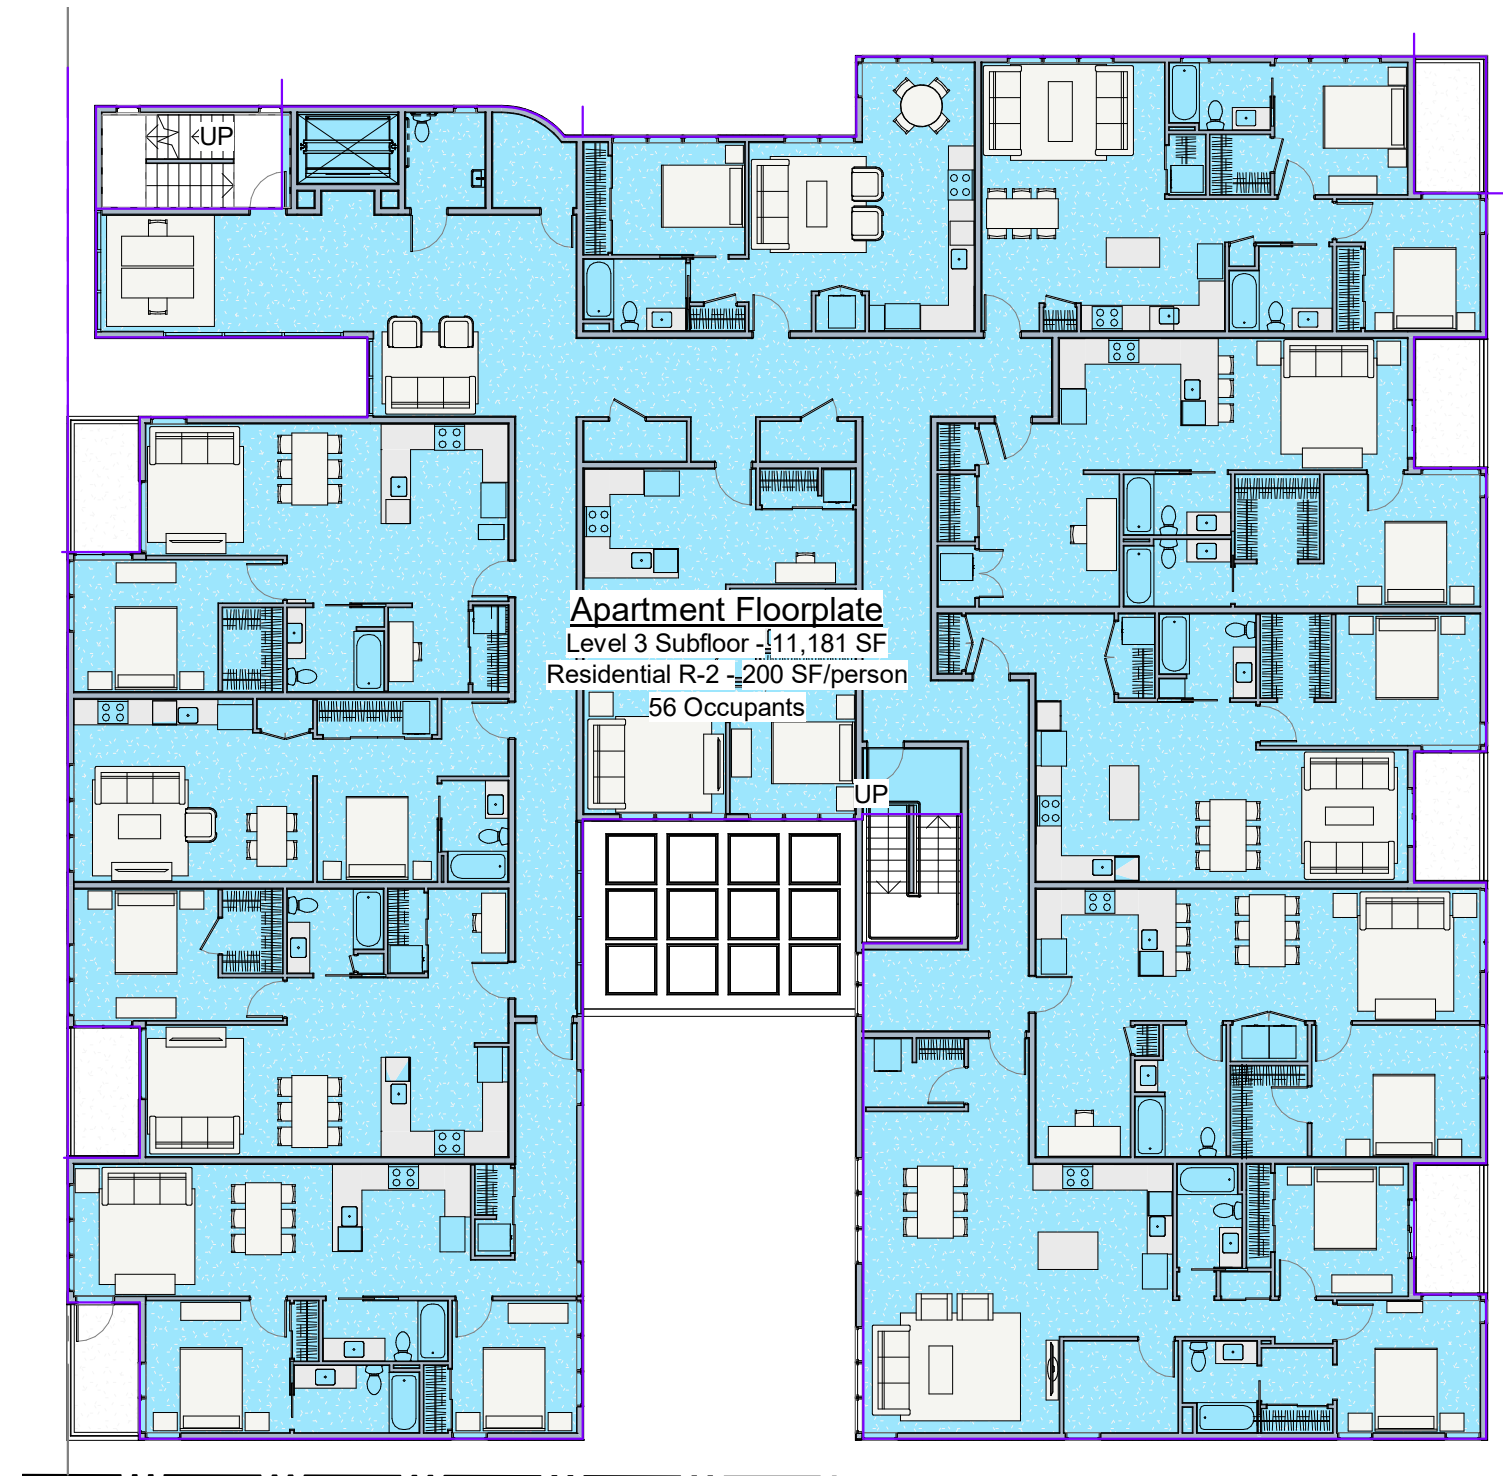 UP
Apartment Floorplate
Level 3 Subfloor - 11,181 SF
Residential R-2 - 200 SF/person
56 Occupants
UP